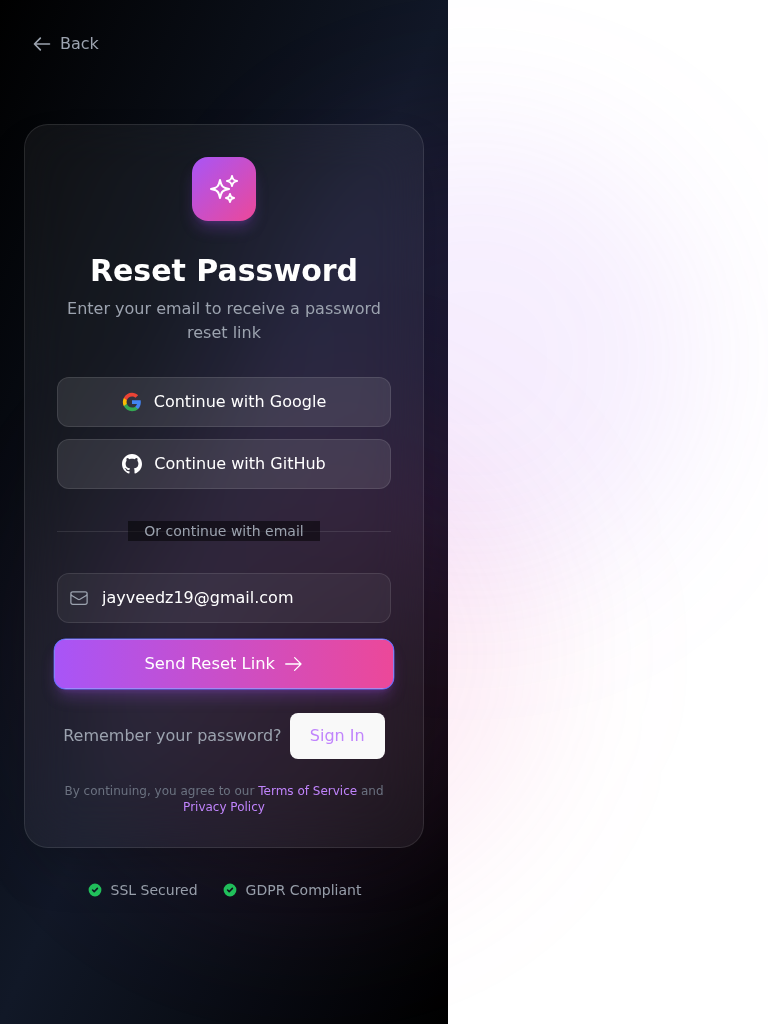 Back
Reset Password
Enter your email to receive a password
reset link
Continue with Google
Continue with GitHub
Or continue with email
jayveedz19@gmail.com
Send Reset Link
Remember your password? Sign In
By continuing, you agree to our Terms of Service and
Privacy Policy
SSL Secured GDPR Compliant